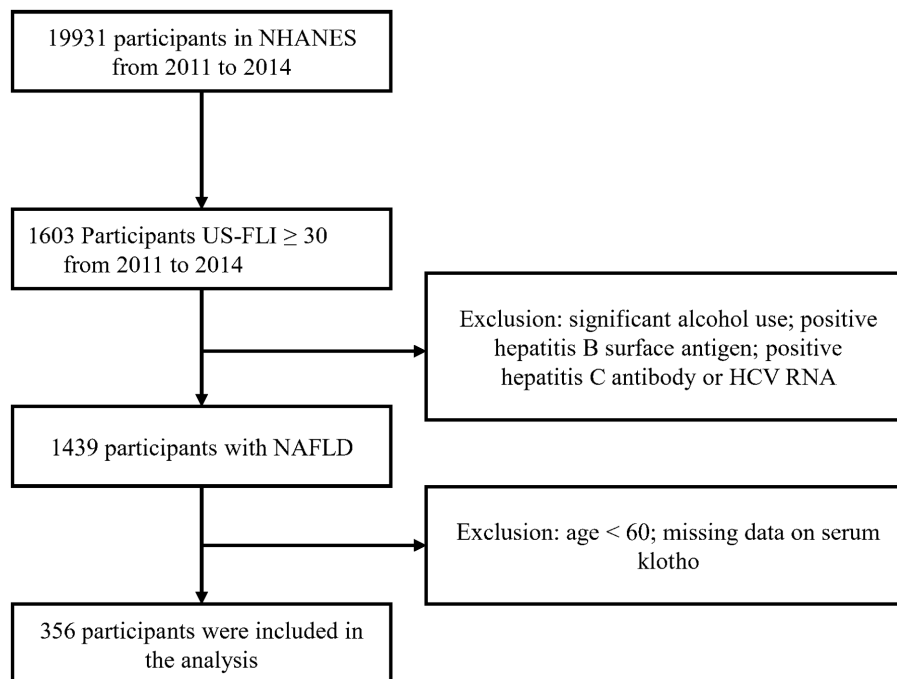 19931 participants in NHANES
from 2011 to 2014
1603 Participants US-FLI ≥ 30
from 2011 to 2014
Exclusion: significant alcohol use; positive
hepatitis B surface antigen; positive
hepatitis C antibody or HCV RNA
1439 participants with NAFLD
Exclusion: age < 60; missing data on serum
klotho
356 participants were included in
the analysis